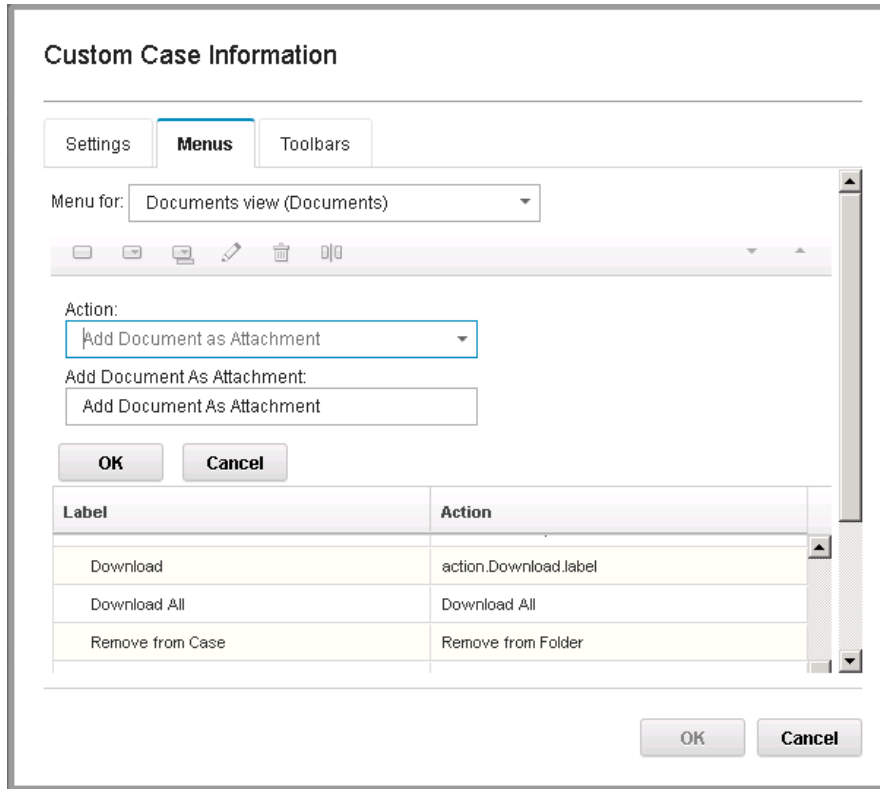 Custom Case Information
Settings Menus Toolbars
Menu for: Documents view (Documents)
Action:
Add Document as Attachment
Add Document As Attachment:
Add Document As Attachment
OK Cancel
Label Action
Download action.Download.label
Download All Download All
Remove from Case Remove from Folder
OK Cancel